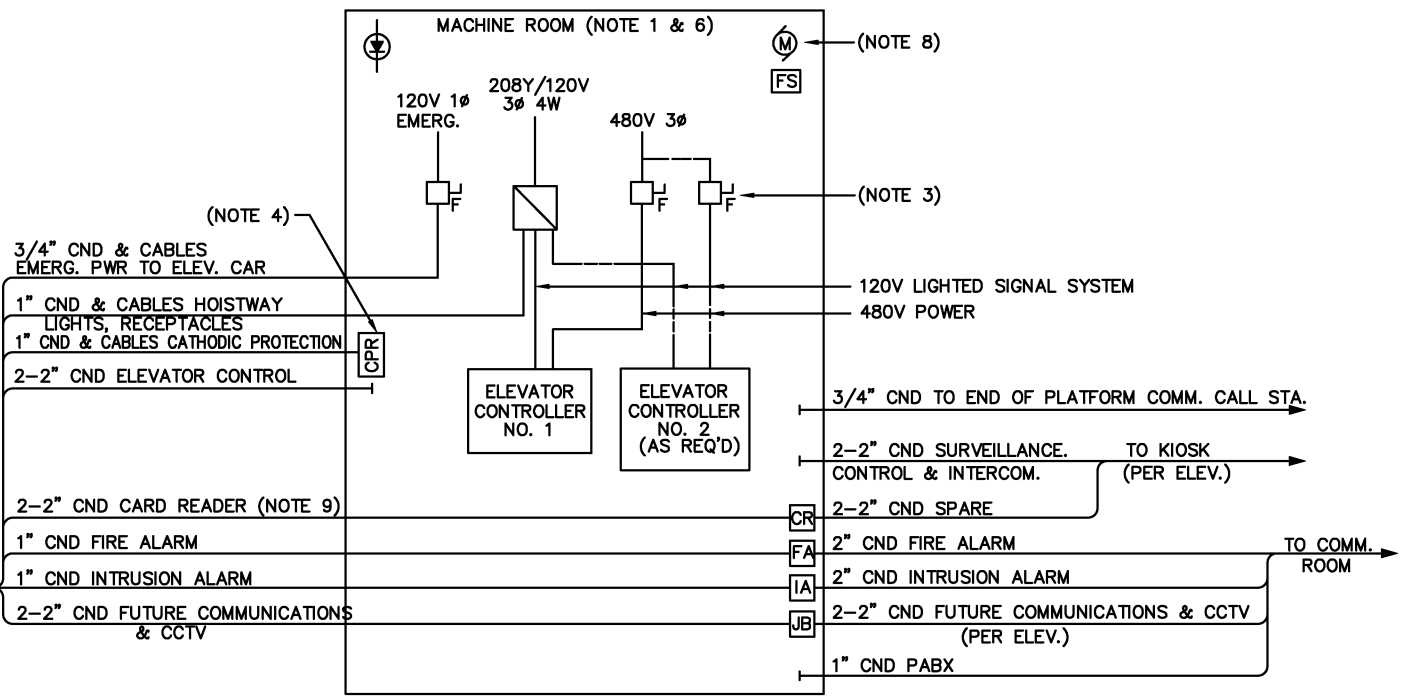 MACHINE ROOM (NOTE 1 & 6)
M
(NOTE 8)
FS
120V 1ø
EMERG.
208Y/120V
3ø 4W
480V 3ø
F
F
F
(NOTE 3)
(NOTE 4)
3/4" CND & CABLES
EMERG. PWR TO ELEV. CAR
1" CND & CABLES HOISTWAY
LIGHTS, RECEPTACLES
1" CND & CABLES CATHODIC PROTECTION
CPR
2-2" CND ELEVATOR CONTROL
120V LIGHTED SIGNAL SYSTEM
480V POWER
ELEVATOR
CONTROLLER
NO. 1
ELEVATOR
CONTROLLER
NO. 2
(AS REQ'D)
3/4" CND TO END OF PLATFORM COMM. CALL STA.
2-2" CND SURVEILLANCE.
CONTROL & INTERCOM.
TO KIOSK
(PER ELEV.)
2-2" CND CARD READER (NOTE 9)
CR
2-2" CND SPARE
1" CND FIRE ALARM
FA
2" CND FIRE ALARM
TO COMM.
ROOM
1" CND INTRUSION ALARM
IA
2" CND INTRUSION ALARM
2-2" CND FUTURE COMMUNICATIONS
& CCTV
JB
2-2" CND FUTURE COMMUNICATIONS & CCTV
(PER ELEV.)
1" CND PABX